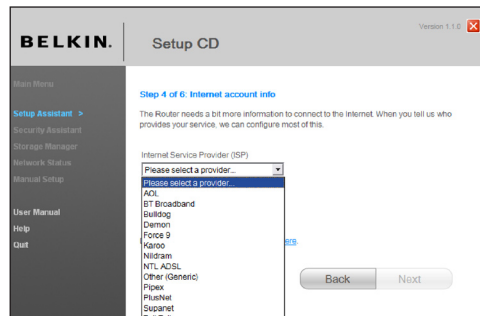 Version 1.1.0
BELKIN.
Setup CD
Main Menu
Setup Assistant >
Security Assistant
Storage Manager
Network Status
Manual Setup
User Manual
Help
Quit
Step 4 of 6: Internet account info
The Router needs a bit more information to connect to the Internet. When you tell us who
provides your service, we can configure most of this.
Internet Service Provider (ISP)
Please select a provider...
Please select a provider...
AOL
BT Broadband
Bulldog
Demon
Force 9
Karoo
Nildram
NTL ADSL
Other (Generic)
Pipex
PlusNet
Supanet
ere.
Back
Next